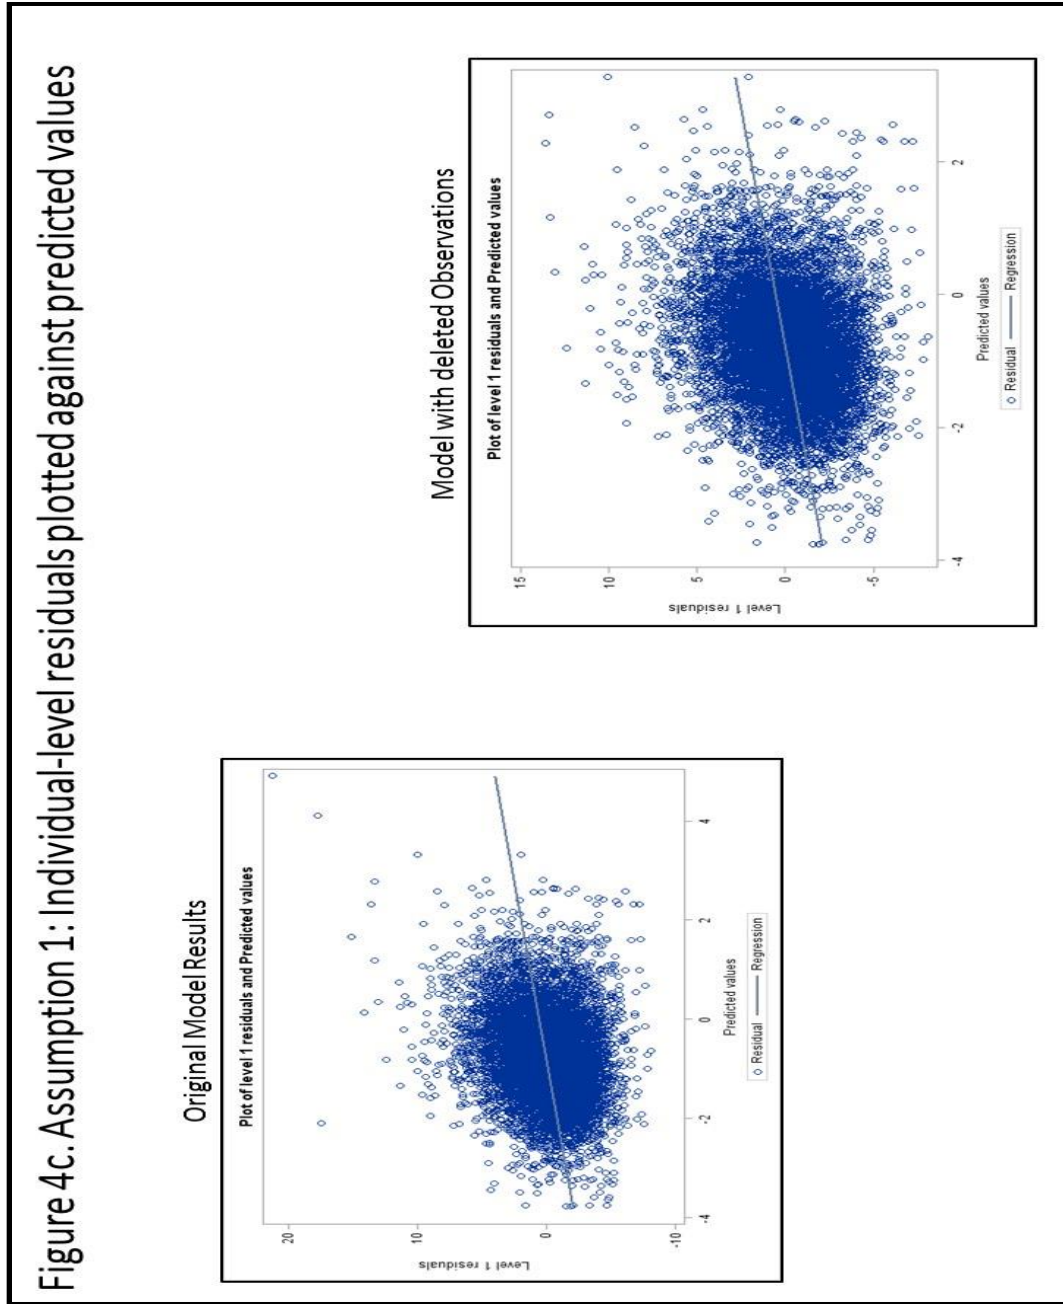 Figure 4c. Assumption 1: Individual-level residuals plotted against predicted values
Original Model Results
Plot of level 1 residuals and Predicted values
20
10
0
-10
Level 1 residuals
-4
-2
0
2
4
Predicted values
Residual
Regression
Model with deleted Observations
Plot of level 1 residuals and Predicted values
15
10
5
0
-5
Level 1 residuals
-4
-2
0
2
Predicted values
Residual
Regression